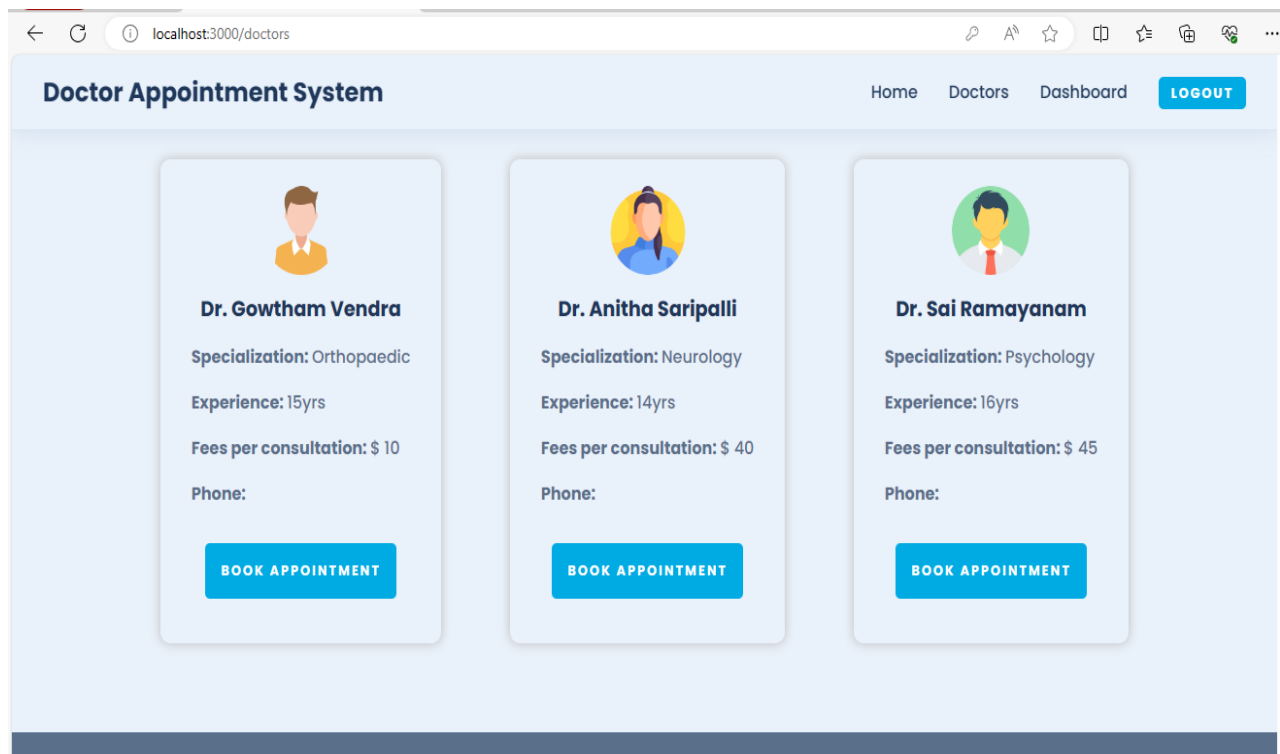 localhost:3000/doctors
Doctor Appointment System
Home Doctors Dashboard LOGOUT
Dr. Gowtham Vendra
Specialization: Orthopaedic
Experience: 15yrs
Fees per consultation: $ 10
Phone:
BOOK APPOINTMENT
Dr. Anitha Saripalli
Specialization: Neurology
Experience: 14yrs
Fees per consultation: $ 40
Phone:
BOOK APPOINTMENT
Dr. Sai Ramayanam
Specialization: Psychology
Experience: 16yrs
Fees per consultation: $ 45
Phone:
BOOK APPOINTMENT